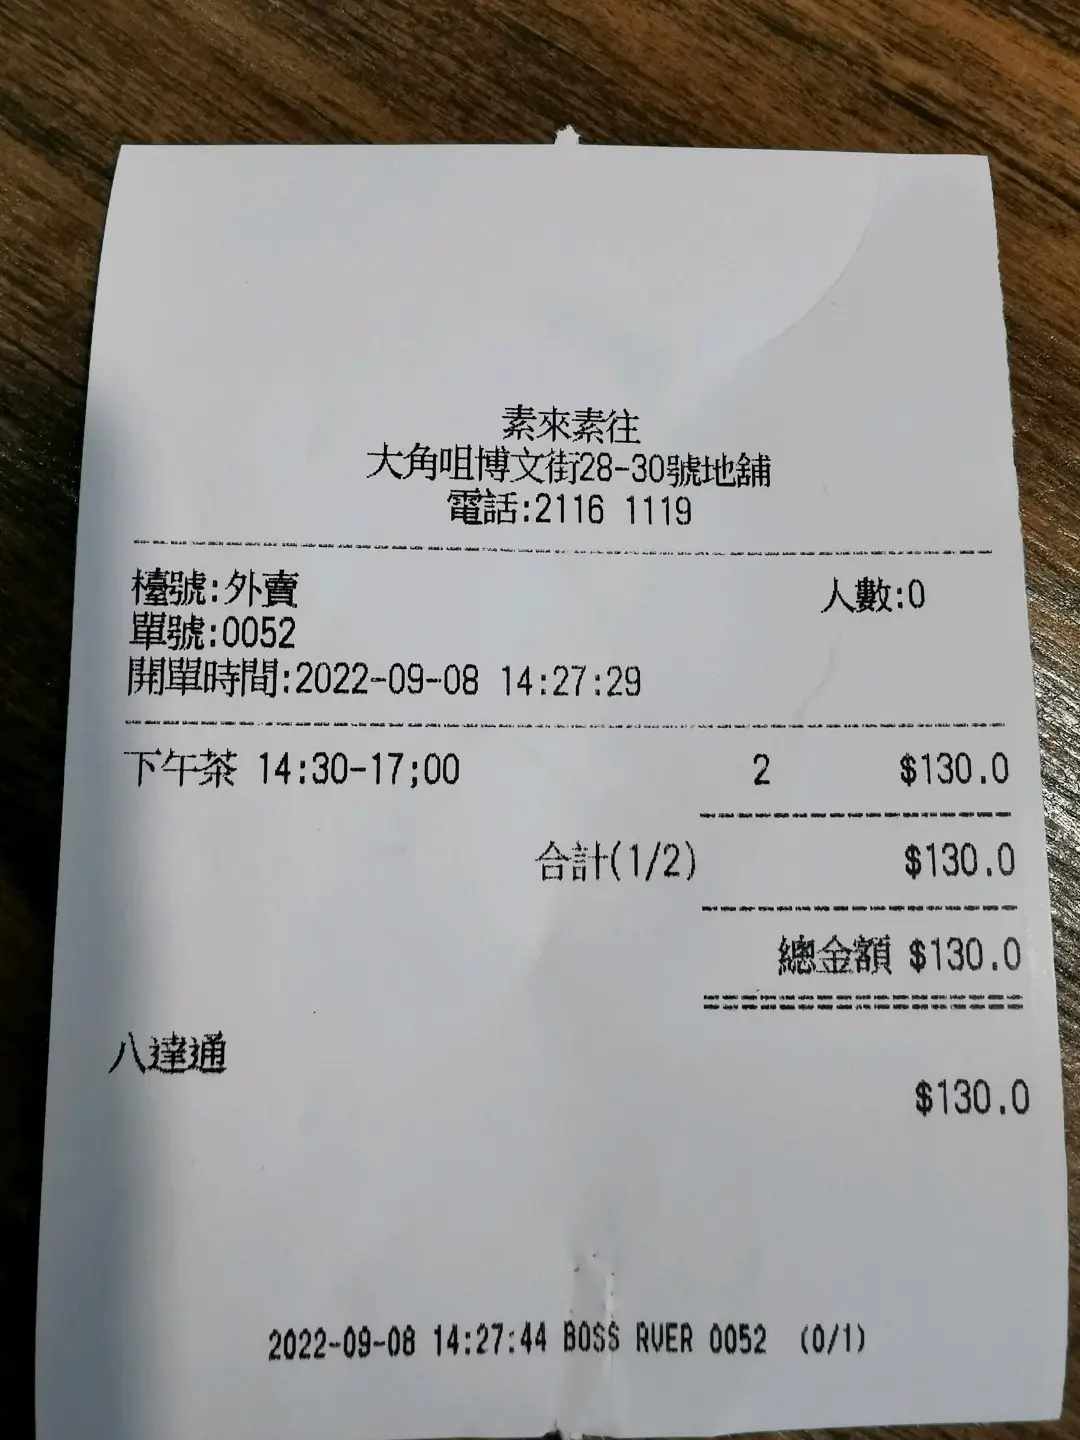 素來素往
大角咀博文街28-30號地舖
電話:2116 1119
檯號:外賣 人數:0
單號:0052
開單時間:2022-09-08 14:27:29
下午茶 14:30-17;00 2 $130.0
合計(1/2) $130.0
總金額 $130.0
八達通
$130.0
2022-09-08 14:27:44 BOSS RVER 0052 (0/1)